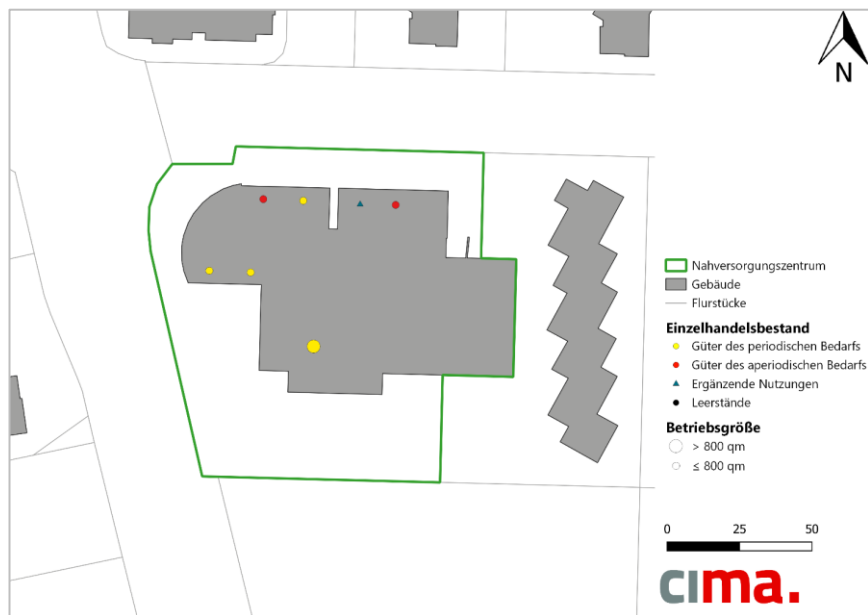 N
Nahversorgungszentrum
Gebäude
Flurstücke
Einzelhandelsbestand
Güter des periodischen Bedarfs
Güter des aperiodischen Bedarfs
Ergänzende Nutzungen
Leerstände
Betriebsgröße
> 800 qm
≤ 800 qm
0 25 50
cima.